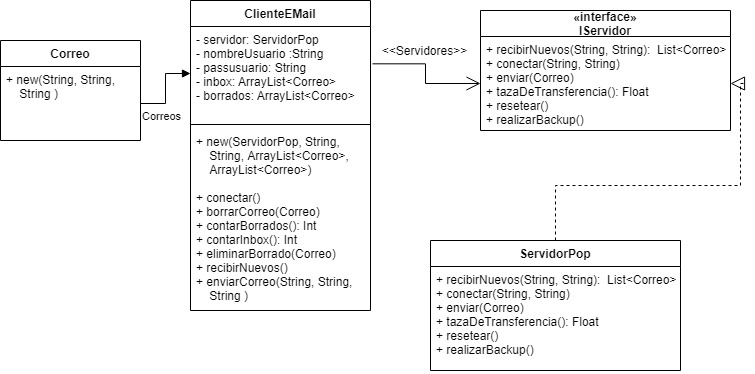 Correo
+ new(String, String,
String )
Correos
ClienteEMail
- servidor: ServidorPop
- nombreUsuario :String
- passusuario: String
- inbox: ArrayList<Correo>
- borrados: ArrayList<Correo>
+ new(ServidorPop, String,
String, ArrayList<Correo>,
ArrayList<Correo>)
+ conectar()
+ borrarCorreo(Correo)
+ contarBorrados(): Int
+ contarInbox(): Int
+ eliminarBorrado(Correo)
+ recibirNuevos()
+ enviarCorreo(String, String,
String )
<<Servidores>>
«interface»
IServidor
+ recibirNuevos(String, String): List<Correo>
+ conectar(String, String)
+ enviar(Correo)
+ tazaDeTransferencia(): Float
+ resetear()
+ realizarBackup()
ServidorPop
+ recibirNuevos(String, String): List<Correo>
+ conectar(String, String)
+ enviar(Correo)
+ tazaDeTransferencia(): Float
+ resetear()
+ realizarBackup()